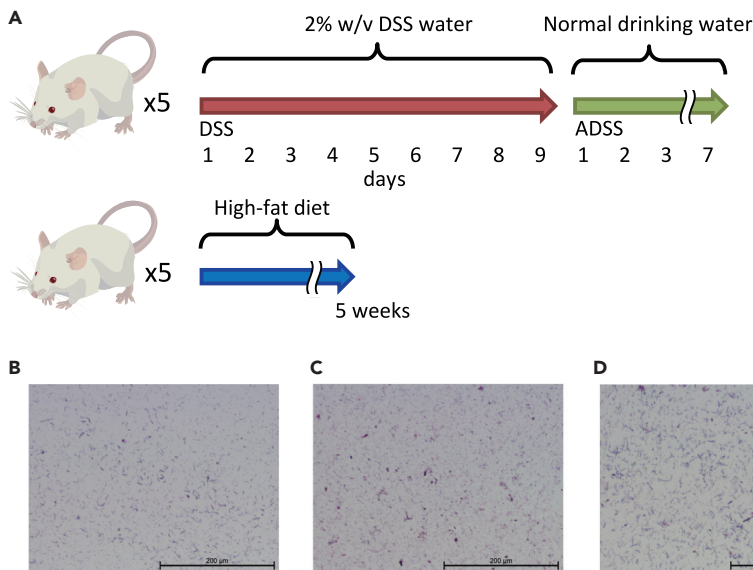 A
2% w/v DSS water
Normal drinking water
x5
DSS
ADSS
1 2 3 4 5 6 7 8 9
1 2 3 7
days
High-fat diet
x5
5 weeks
B
C
D
200 µm
200 µm